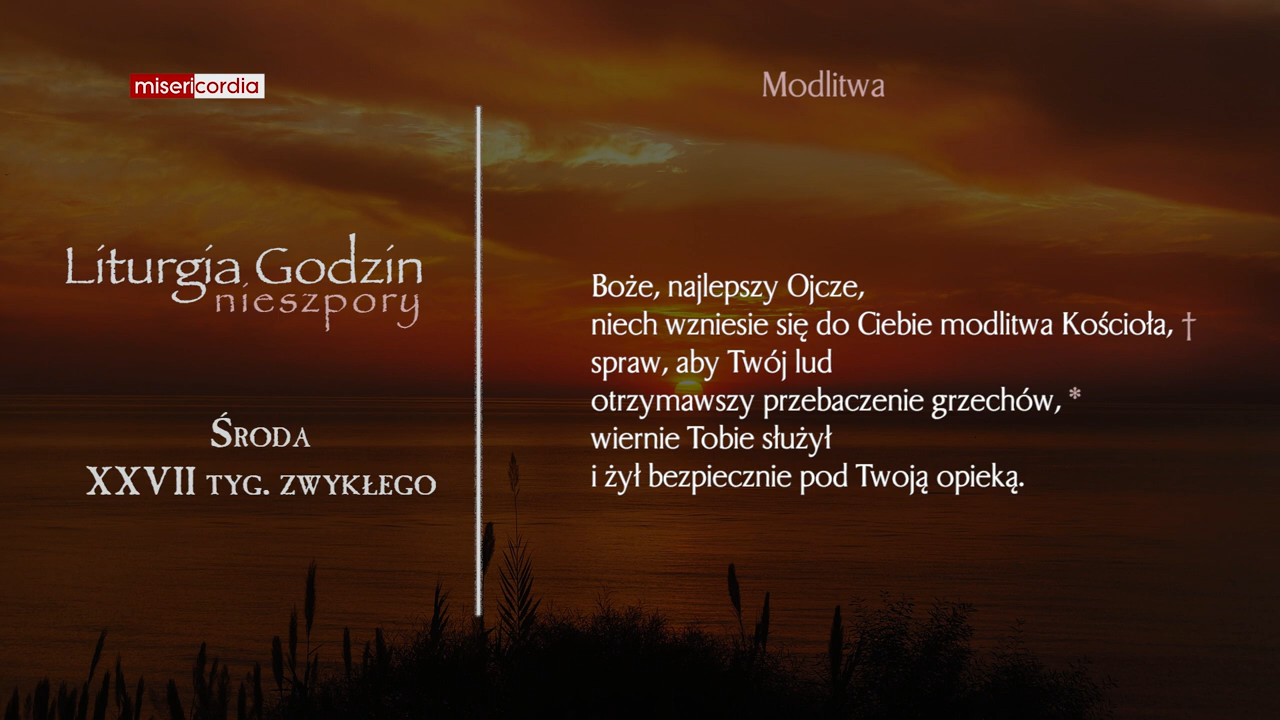 misericordia
Liturgia Godzin
nieszpory
Środa
XXVII tyg. zwykłego
Modlitwa
Boże, najlepszy Ojcze,
niech wzniesie się do Ciebie modlitwa Kościoła, †
spraw, aby Twój lud
otrzymawszy przebaczenie grzechów, *
wiernie Tobie służył
i żył bezpiecznie pod Twoją opieką.